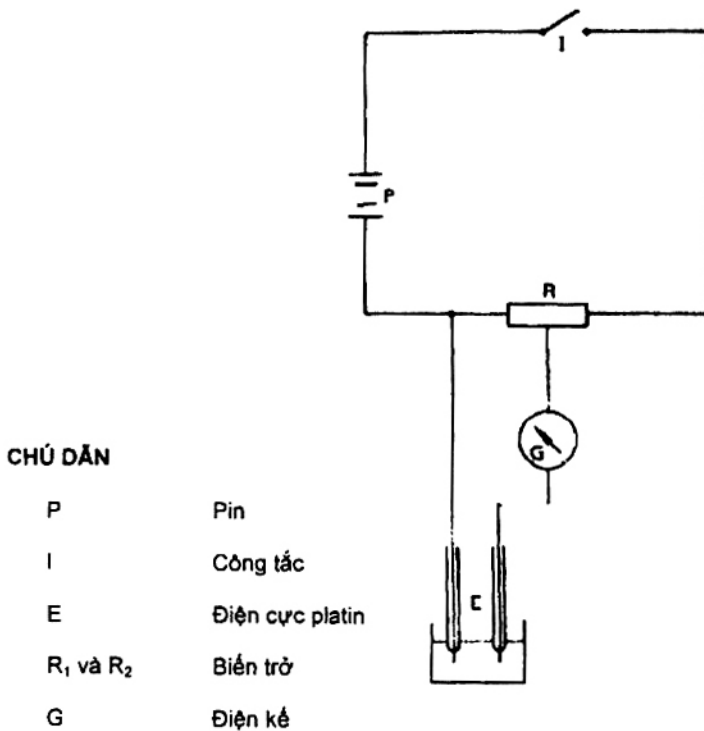 I
P
R
G
E
CHÚ DẪN
P Pin
I Công tắc
E Điện cực platin
R₁ và R₂ Biến trở
G Điện kế